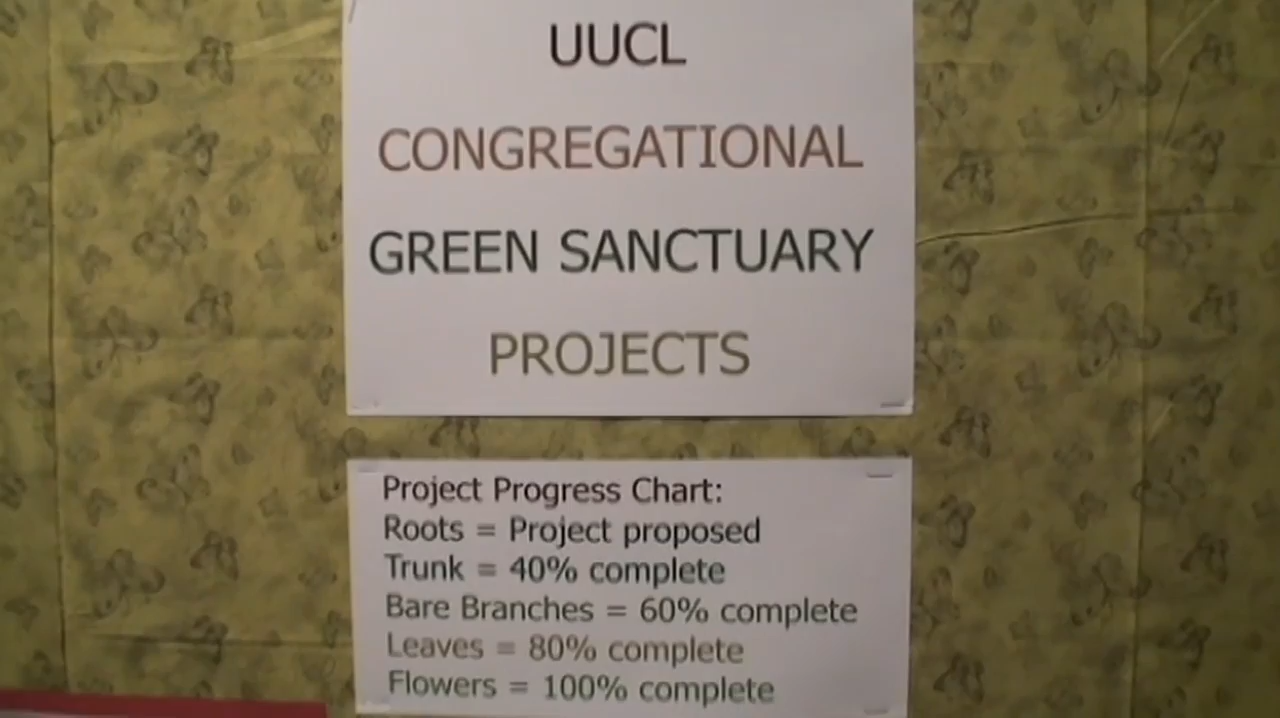 UUCL
CONGREGATIONAL
GREEN SANCTUARY
PROJECTS
Project Progress Chart:
Roots = Project proposed
Trunk = 40% complete
Bare Branches = 60% complete
Leaves = 80% complete
Flowers = 100% complete